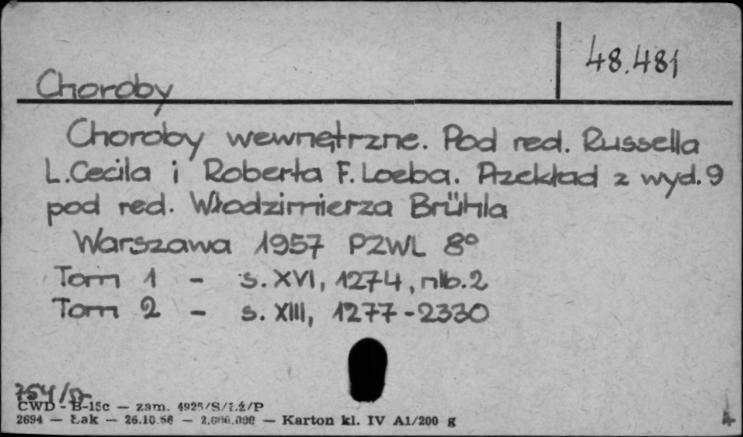 48.481
Choroby
Choroby wewnętrzne. Pod red. Russella
L. Cecila i Roberta F. Loeba. Przekład z wyd. 9
pod red. Włodzimierza Brühla
Warszawa 1957 PZWL 8°
Tom 1 – s. XVI, 1274, nlb. 2
Tom 2 – s. XIII, 1277-2330
CWD - B-15c — zam. 4925/S/Łż/P
2694 — Łak — 26.10.56 — 2.000.000 — Karton kl. IV A1/200 g